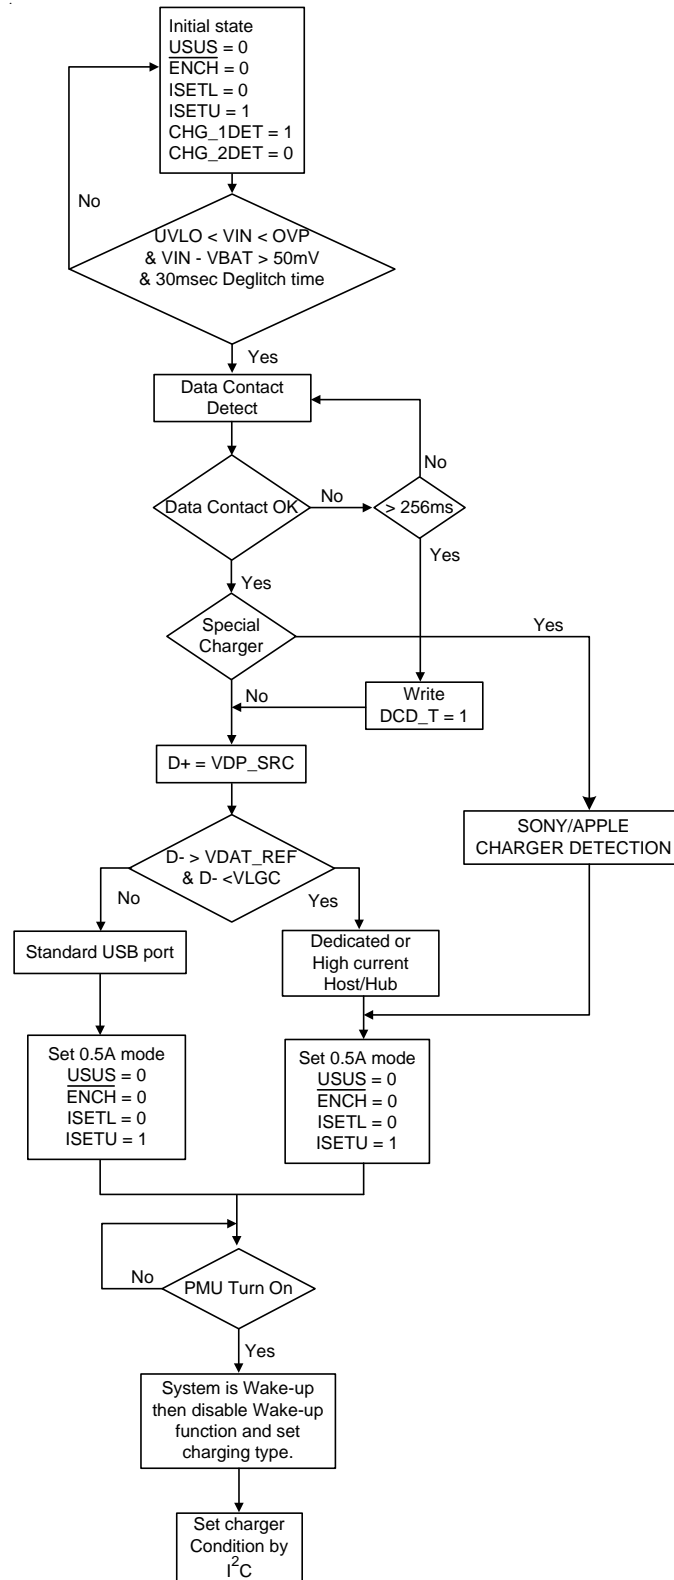 Initial state
USUS = 0
ENCH = 0
ISETL = 0
ISETU = 1
CHG_1DET = 1
CHG_2DET = 0
No
UVLO < VIN < OVP
& VIN - VBAT > 50mV
& 30msec Deglitch time
Yes
Data Contact
Detect
No
Data Contact OK
No
> 256ms
Yes
Yes
Special
Charger
Yes
No
Write
DCD_T = 1
D+ = VDP_SRC
SONY/APPLE
CHARGER DETECTION
D- > VDAT_REF
& D- <VLGC
No
Yes
Standard USB port
Dedicated or
High current
Host/Hub
Set 0.5A mode
USUS = 0
ENCH = 0
ISETL = 0
ISETU = 1
Set 0.5A mode
USUS = 0
ENCH = 0
ISETL = 0
ISETU = 1
No
PMU Turn On
Yes
System is Wake-up
then disable Wake-up
function and set
charging type.
Set charger
Condition by
I²C